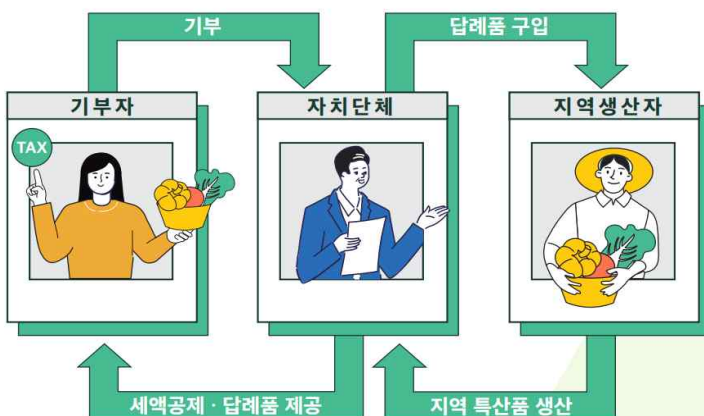 기부
답례품 구입
기부자
자치단체
지역생산자
TAX
세액공제 · 답례품 제공
지역 특산품 생산